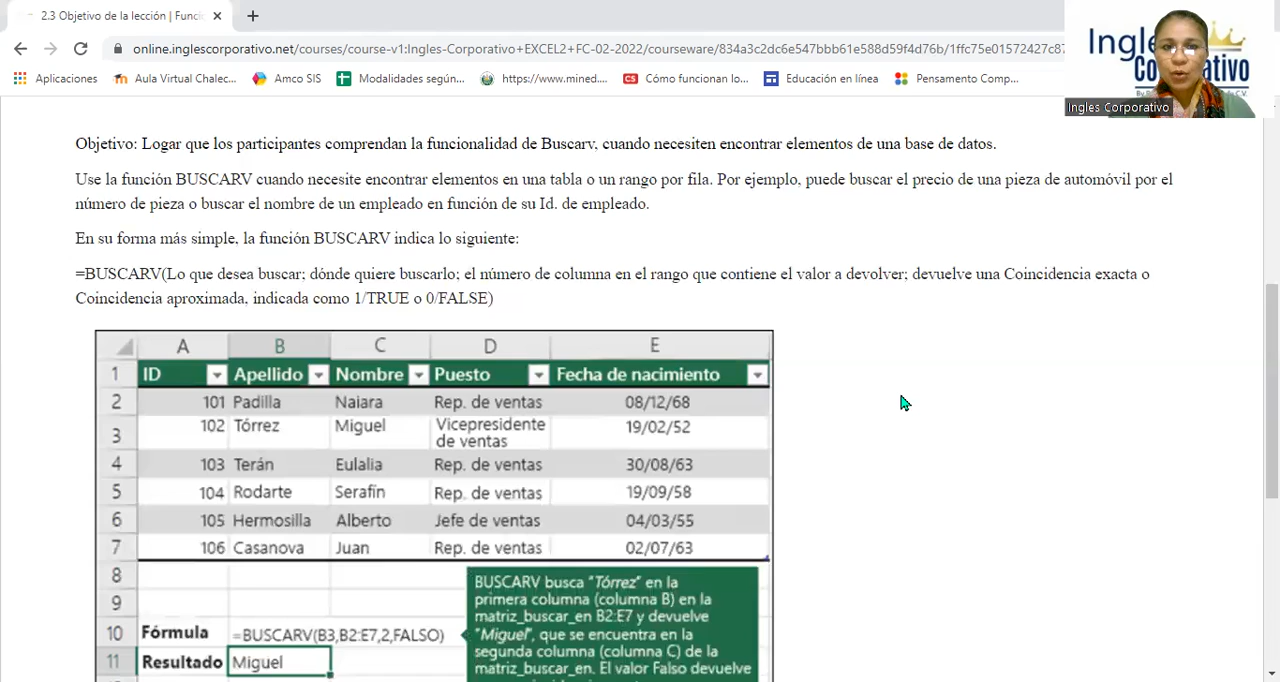 2.3 Objetivo de la lección | Funci
online.inglescorporativo.net/courses/course-v1:Ingles-Corporativo+EXCEL2+FC-02-2022/courseware/834a3c2dc6e547bbb61e588d59f4d76b/1ffc75e01572427c87
Ingles
Corporativo
Aplicaciones
Aula Virtual Chalec...
Amco SIS
Modalidades según...
https://www.mined....
Cómo funcionan lo...
Educación en línea
Pensamento Comp...
Ingles Corporativo
Objetivo: Logar que los participantes comprendan la funcionalidad de Buscarv, cuando necesiten encontrar elementos de una base de datos.
Use la función BUSCARV cuando necesite encontrar elementos en una tabla o un rango por fila. Por ejemplo, puede buscar el precio de una pieza de automóvil por el
número de pieza o buscar el nombre de un empleado en función de su Id. de empleado.
En su forma más simple, la función BUSCARV indica lo siguiente:
=BUSCARV(Lo que desea buscar; dónde quiere buscarlo; el número de columna en el rango que contiene el valor a devolver; devuelve una Coincidencia exacta o
Coincidencia aproximada, indicada como 1/TRUE o 0/FALSE)
A B C D E
1 ID Apellido Nombre Puesto Fecha de nacimiento
2 101 Padilla Naiara Rep. de ventas 08/12/68
3 102 Tórrez Miguel Vicepresidente de ventas 19/02/52
4 103 Terán Eulalia Rep. de ventas 30/08/63
5 104 Rodarte Serafín Rep. de ventas 19/09/58
6 105 Hermosilla Alberto Jefe de ventas 04/03/55
7 106 Casanova Juan Rep. de ventas 02/07/63
8
9
10 Fórmula =BUSCARV(B3,B2:E7,2,FALSO)
11 Resultado Miguel
BUSCARV busca "Tórrez" en la
primera columna (columna B) en la
matriz_buscar_en B2:E7 y devuelve
"Miguel", que se encuentra en la
segunda columna (columna C) de la
matriz_buscar_en. El valor Falso devuelve